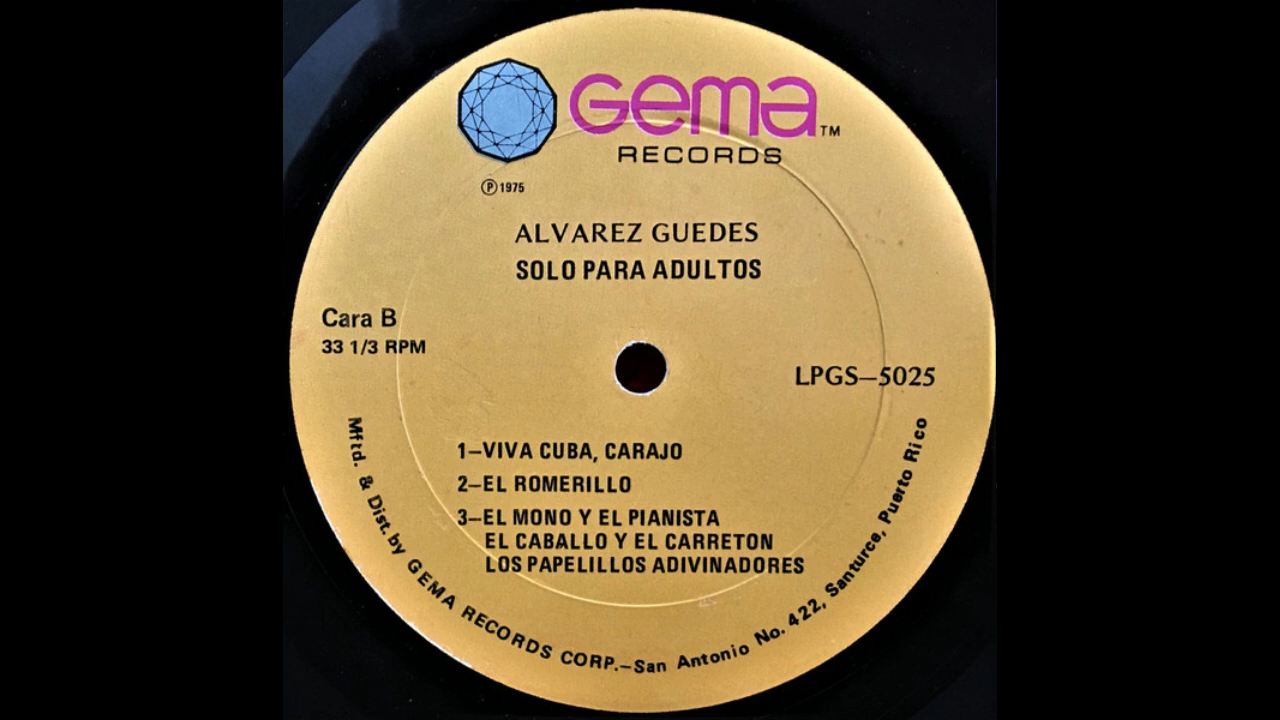 Gema™
RECORDS
Ⓟ 1975
ALVAREZ GUEDES
SOLO PARA ADULTOS
Cara B
33 1/3 RPM
LPGS–5025
1–VIVA CUBA, CARAJO
2–EL ROMERILLO
3–EL MONO Y EL PIANISTA
EL CABALLO Y EL CARRETON
LOS PAPELILLOS ADIVINADORES
Mftd. & Dist. by GEMA RECORDS CORP.–San Antonio No. 422, Santurce, Puerto Rico